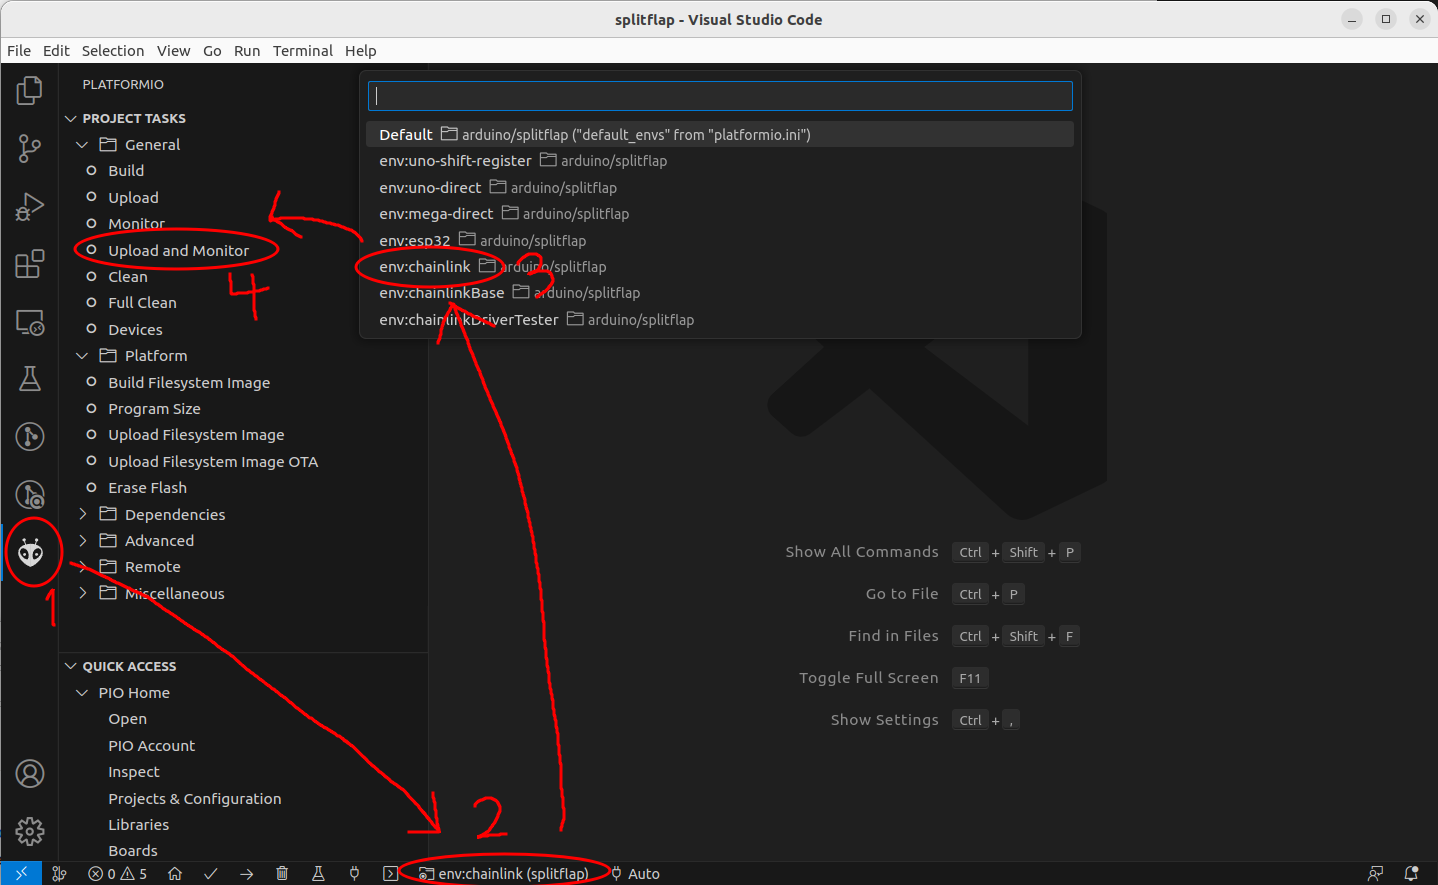 splitflap - Visual Studio Code
File Edit Selection View Go Run Terminal Help
PLATFORMIO
PROJECT TASKS
General
Build
Upload
Monitor
Upload and Monitor
4
Clean
Full Clean
Devices
Platform
Build Filesystem Image
Program Size
Upload Filesystem Image
Upload Filesystem Image OTA
Erase Flash
Dependencies
Advanced
Remote
Miscellaneous
1
QUICK ACCESS
PIO Home
Open
PIO Account
Inspect
Projects & Configuration
Libraries
Boards
Default arduino/splitflap ("default_envs" from "platformio.ini")
env:uno-shift-register arduino/splitflap
env:uno-direct arduino/splitflap
env:mega-direct arduino/splitflap
env:esp32 arduino/splitflap
env:chainlink arduino/splitflap
3
env:chainlinkBase arduino/splitflap
env:chainlinkDriverTester arduino/splitflap
Show All Commands Ctrl + Shift + P
Go to File Ctrl + P
Find in Files Ctrl + Shift + F
Toggle Full Screen F11
Show Settings Ctrl + ,
2
0 5 env:chainlink (splitflap) Auto